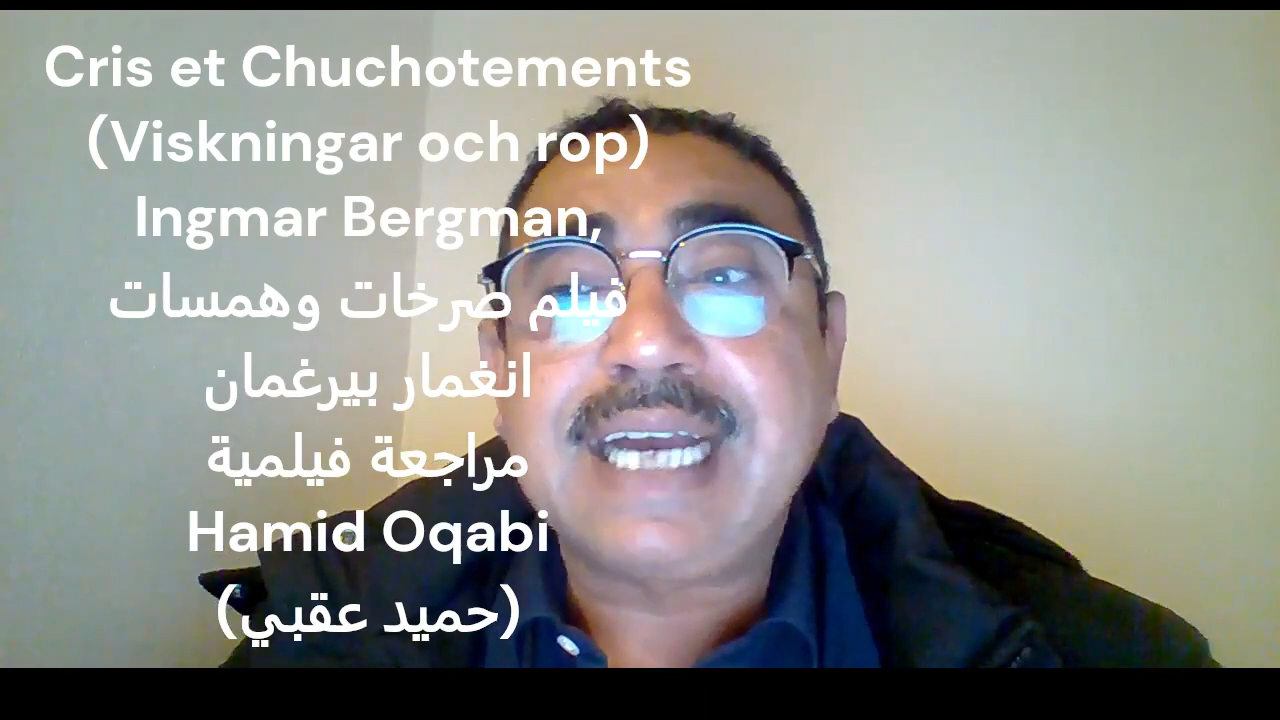 Cris et Chuchotements
(Viskningar och rop)
Ingmar Bergman,
فيلم صرخات وهمسات
انغمار بيرغمان
مراجعة فيلمية
Hamid Oqabi
(حميد عقبي)